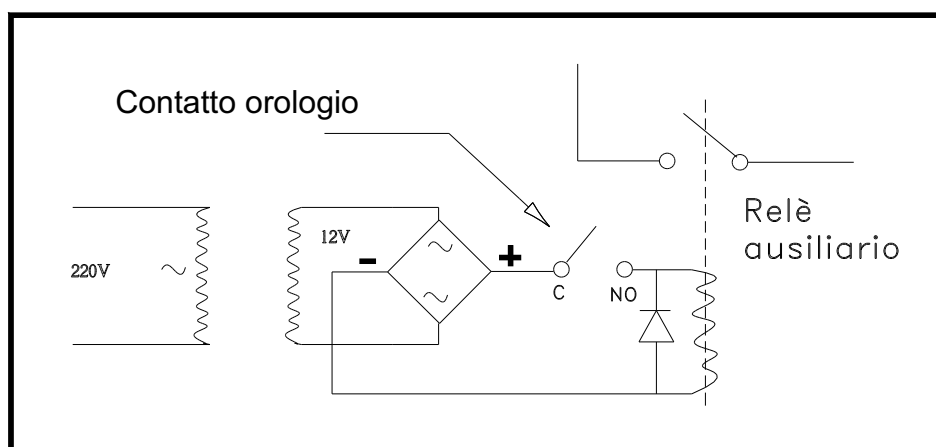 Contatto orologio
Relè
ausiliario
12V
220V
-
+
C
NO